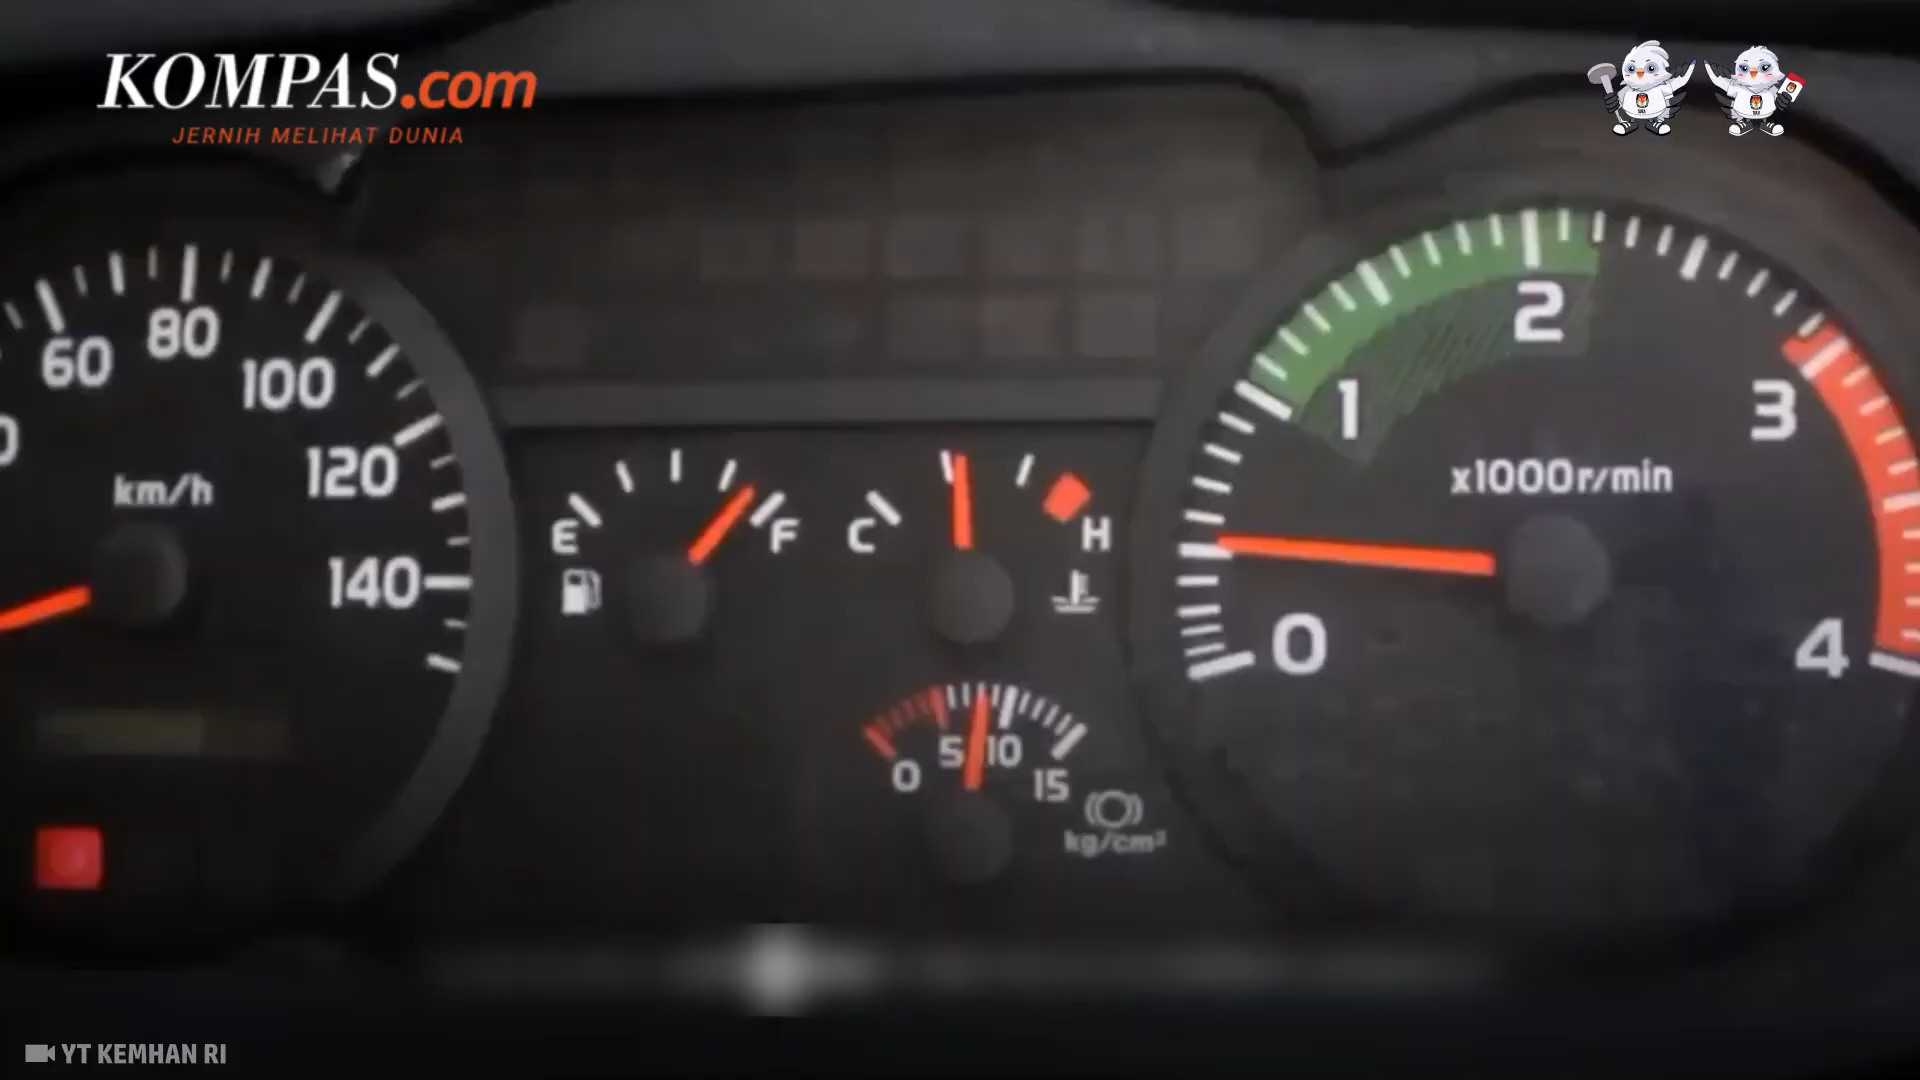 KOMPAS.com
JERNIH MELIHAT DUNIA
60
80
100
120
140
km/h
E
F
C
H
0
5
10
15
kg/cm²
0
1
2
3
4
x1000r/min
YT KEMHAN RI